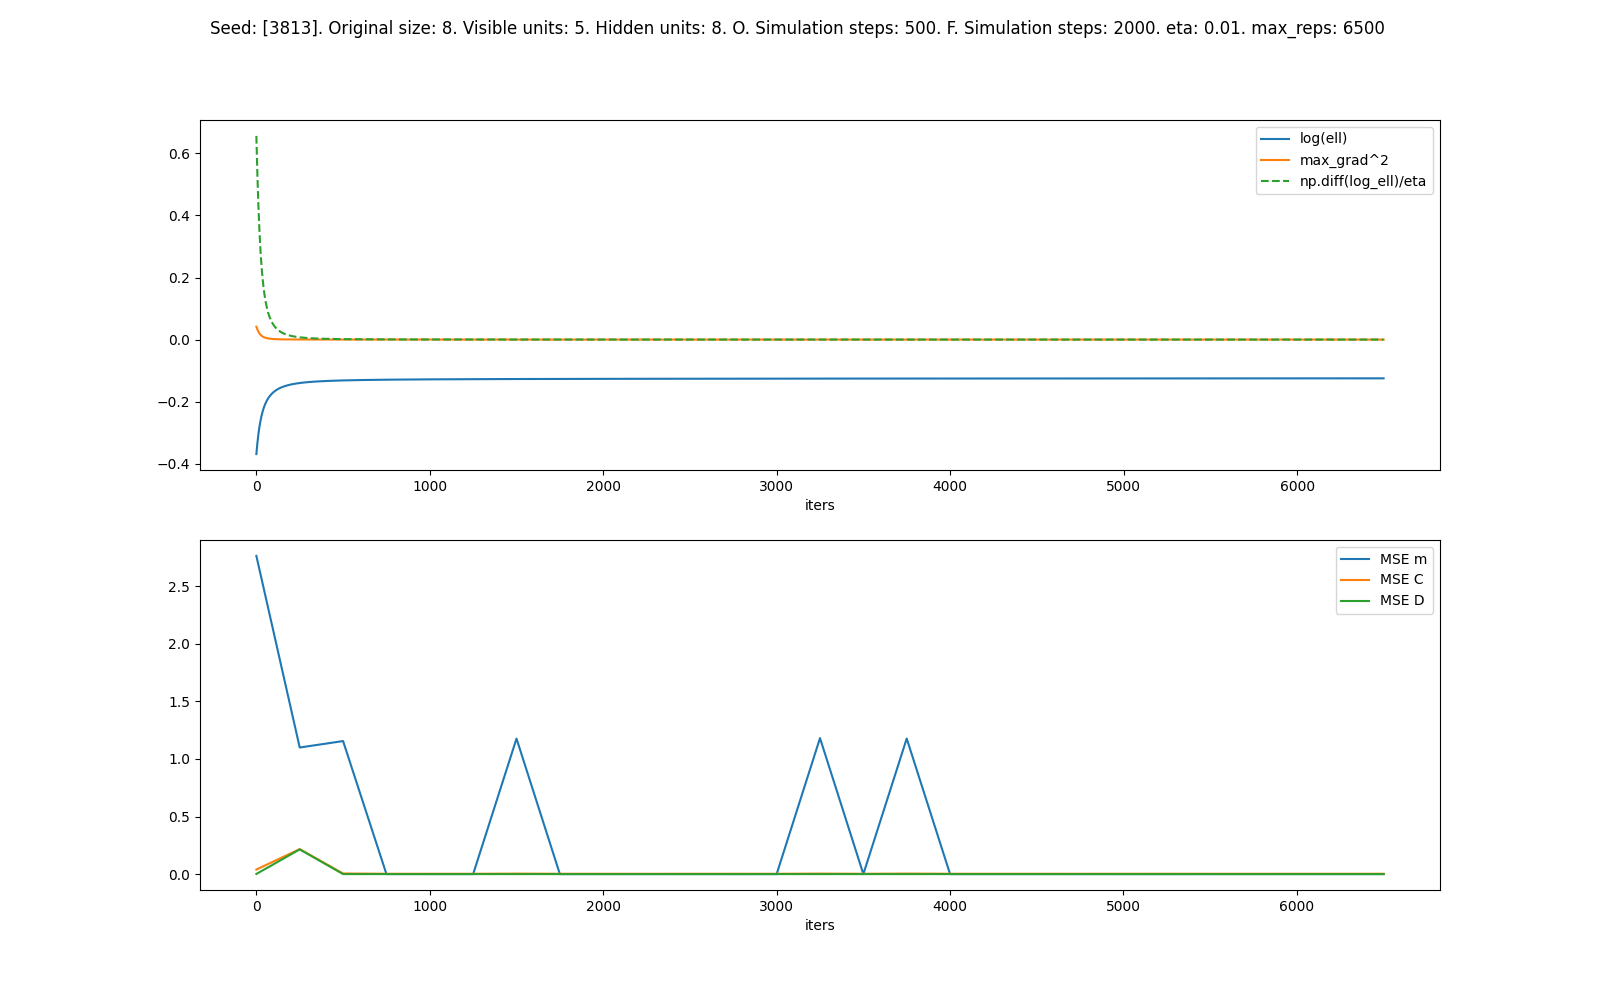 Seed: [3813]. Original size: 8. Visible units: 5. Hidden units: 8. O. Simulation steps: 500. F. Simulation steps: 2000. eta: 0.01. max_reps: 6500
log(ell)
max_grad^2
np.diff(log_ell)/eta
0.6
0.4
0.2
0.0
−0.2
−0.4
0 1000 2000 3000 4000 5000 6000
iters
MSE m
MSE C
MSE D
2.5
2.0
1.5
1.0
0.5
0.0
0 1000 2000 3000 4000 5000 6000
iters